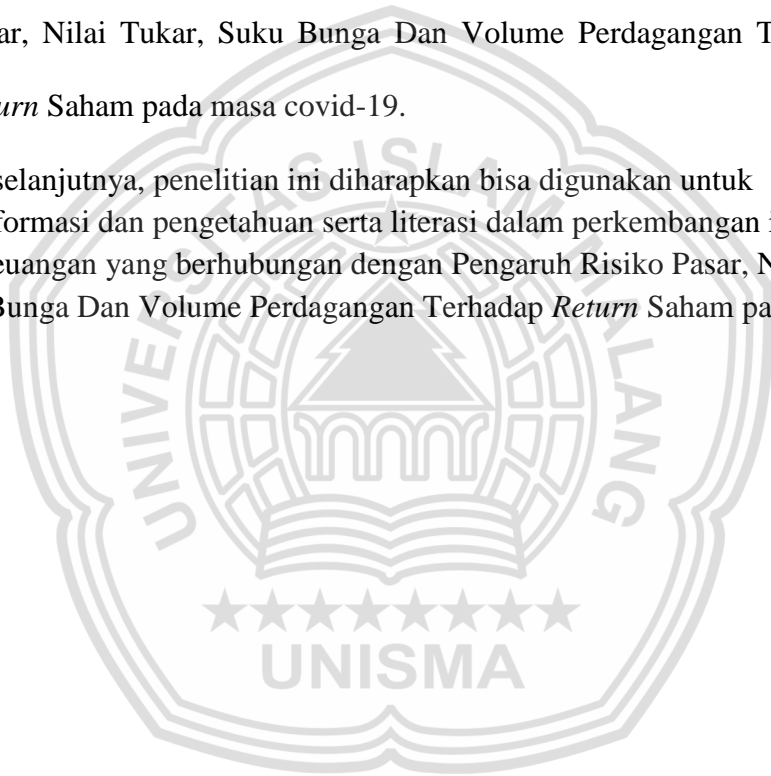 ar, Nilai Tukar, Suku Bunga Dan Volume Perdagangan T
urn Saham pada masa covid-19.
selanjutnya, penelitian ini diharapkan bisa digunakan untuk
formasi dan pengetahuan serta literasi dalam perkembangan i
euangan yang berhubungan dengan Pengaruh Risiko Pasar, N
Bunga Dan Volume Perdagangan Terhadap Return Saham pa
UNIVERSITAS ISLAM MALANG
UNISMA